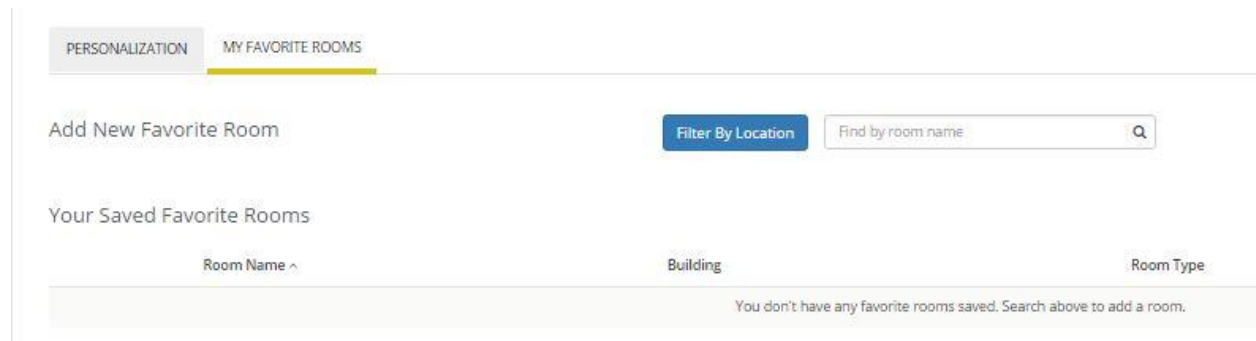 PERSONALIZATION MY FAVORITE ROOMS
Add New Favorite Room Filter By Location Find by room name
Your Saved Favorite Rooms
Room Name Building Room Type
You don't have any favorite rooms saved. Search above to add a room.